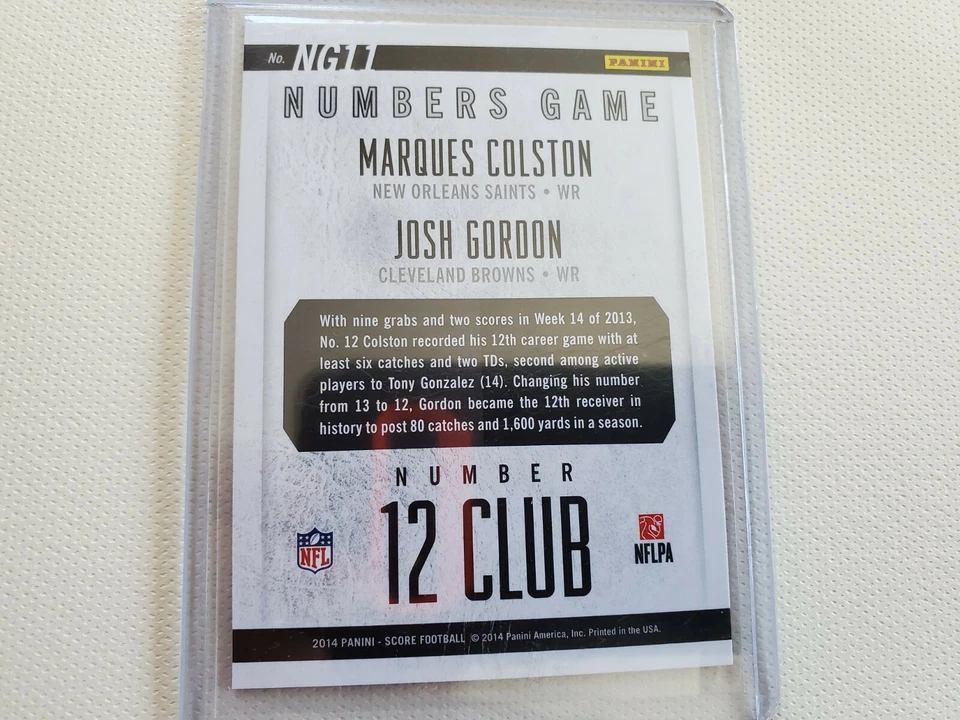 No. NG11
PANINI
NUMBERS GAME
MARQUES COLSTON
NEW ORLEANS SAINTS • WR
JOSH GORDON
CLEVELAND BROWNS • WR
With nine grabs and two scores in Week 14 of 2013,
No. 12 Colston recorded his 12th career game with at
least six catches and two TDs, second among active
players to Tony Gonzalez (14). Changing his number
from 13 to 12, Gordon became the 12th receiver in
history to post 80 catches and 1,600 yards in a season.
NUMBER
12 CLUB
NFL
NFLPA
2014 PANINI - SCORE FOOTBALL © 2014 Panini America, Inc. Printed in the USA.